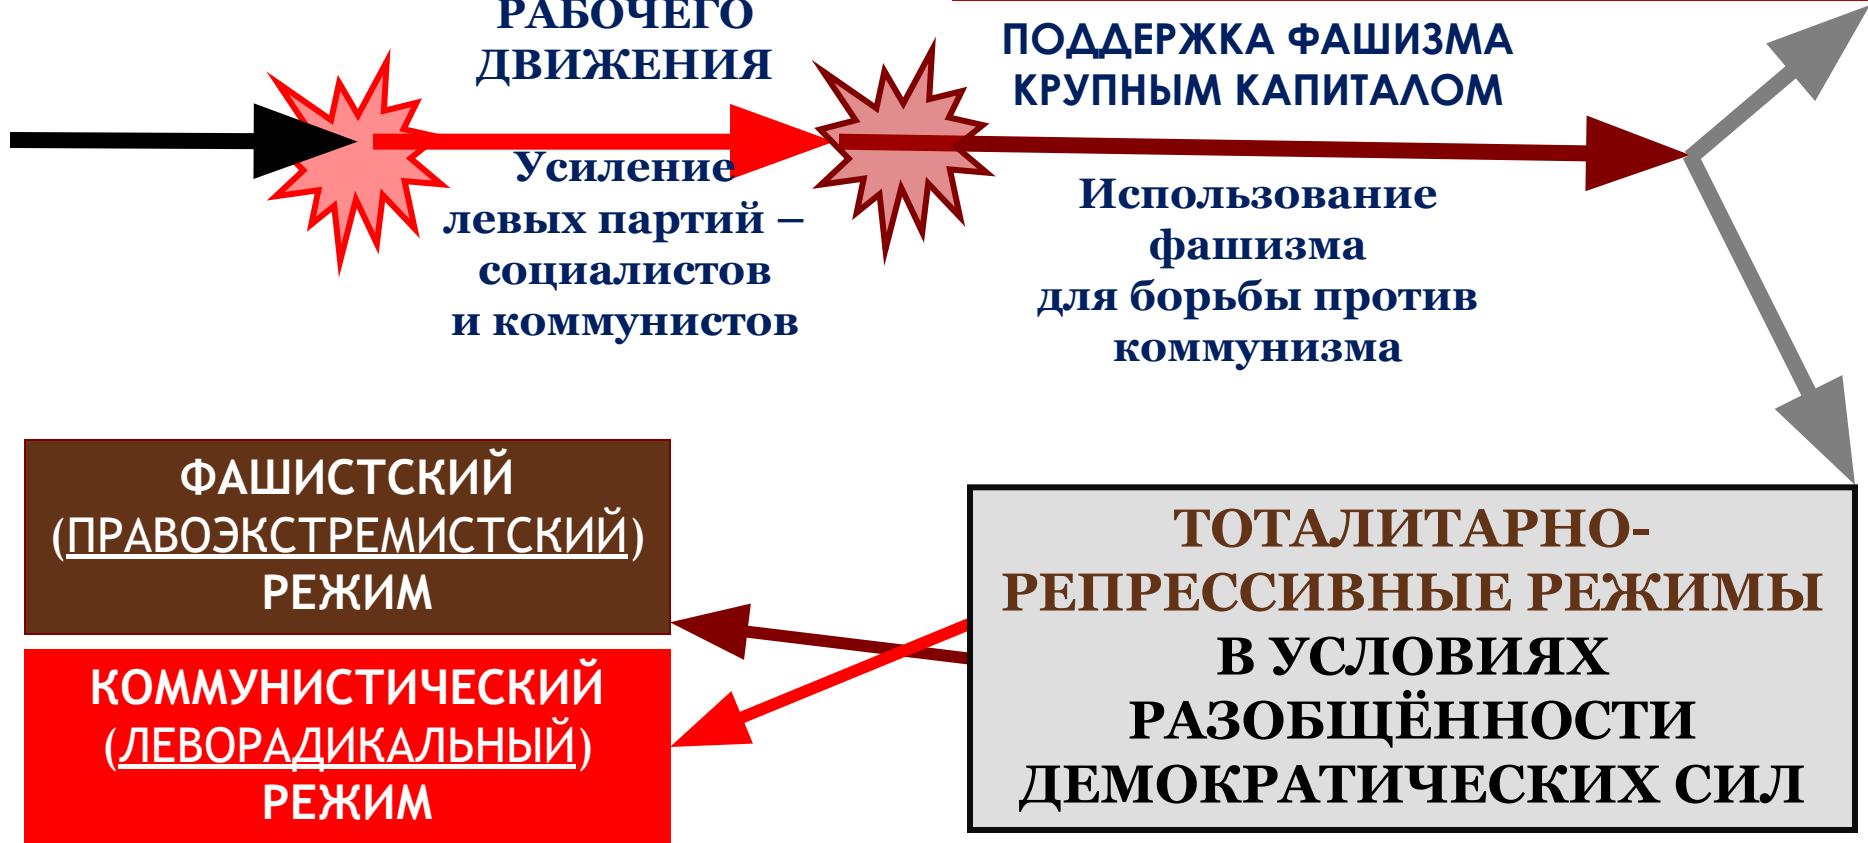 РАБОЧЕГО
ДВИЖЕНИЯ
Усиление
левых партий –
социалистов
и коммунистов
ПОДДЕРЖКА ФАШИЗМА
КРУПНЫМ КАПИТАЛОМ
Использование
фашизма
для борьбы против
коммунизма
ФАШИСТСКИЙ
(ПРАВОЭКСТРЕМИСТСКИЙ)
РЕЖИМ
КОММУНИСТИЧЕСКИЙ
(ЛЕВОРАДИКАЛЬНЫЙ)
РЕЖИМ
ТОТАЛИТАРНО-
РЕПРЕССИВНЫЕ РЕЖИМЫ
В УСЛОВИЯХ
РАЗОБЩЁННОСТИ
ДЕМОКРАТИЧЕСКИХ СИЛ